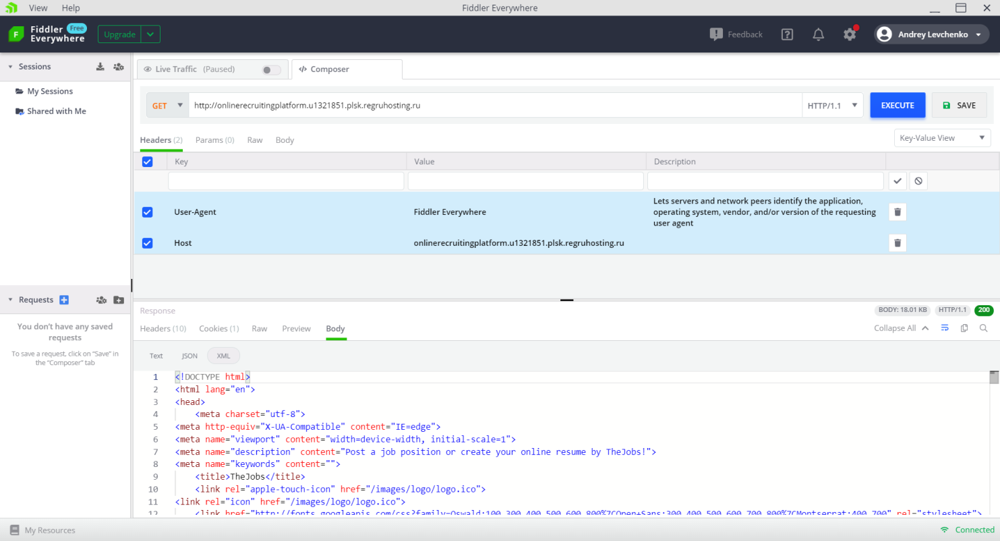 View Help Fiddler Everywhere
Fiddler Free
Everywhere
F
Upgrade
Feedback
Andrey Levchenko
Sessions
Live Traffic (Paused)
</> Composer
My Sessions
Shared with Me
GET http://onlinerecruitingplatform.u1321851.plsk.regruhosting.ru HTTP/1.1 EXECUTE SAVE
Headers (2) Params (0) Raw Body Key-Value View
Key Value Description
User-Agent Fiddler Everywhere Lets servers and network peers identify the application,
operating system, vendor, and/or version of the requesting
user agent
Host onlinerecruitingplatform.u1321851.plsk.regruhosting.ru
Requests
You don't have any saved
requests
To save a request, click on "Save" in
the "Composer" tab
Response BODY: 18.01 KB HTTP/1.1 200
Headers (10) Cookies (1) Raw Preview Body Collapse All
Text JSON XML
1 <!DOCTYPE html>
2 <html lang="en">
3 <head>
4 <meta charset="utf-8">
5 <meta http-equiv="X-UA-Compatible" content="IE=edge">
6 <meta name="viewport" content="width=device-width, initial-scale=1">
7 <meta name="description" content="Post a job position or create your online resume by TheJobs!">
8 <meta name="keywords" content="">
9 <title>TheJobs</title>
10 <link rel="apple-touch-icon" href="/images/logo/logo.ico">
11 <link rel="icon" href="/images/logo/logo.ico">
12 <link href="http://fonts.googleapis.com/css?family=Oswald:100,300,400,500,600,800%7COpen+Sans:300,400,500,600,700,800%7CMontserrat:400,700" rel="stylesheet">
My Resources Connected